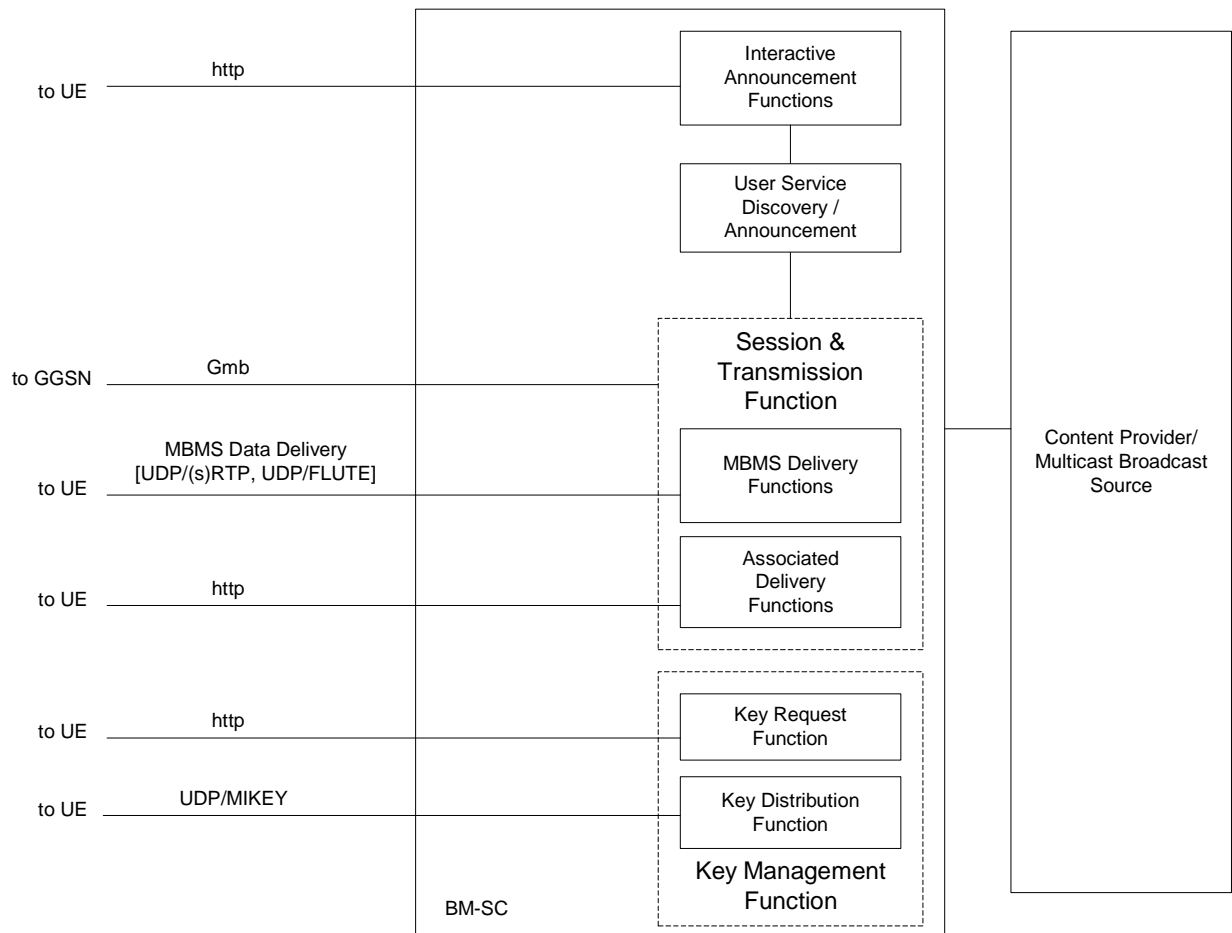 Interactive
Announcement
Functions
http
to UE
User Service
Discovery /
Announcement
Session &
Transmission
Function
Gmb
to GGSN
MBMS Data Delivery
[UDP/(s)RTP, UDP/FLUTE]
to UE
MBMS Delivery
Functions
Content Provider/
Multicast Broadcast
Source
Associated
Delivery
Functions
http
to UE
Key Request
Function
http
to UE
UDP/MIKEY
to UE
Key Distribution
Function
Key Management
Function
BM-SC